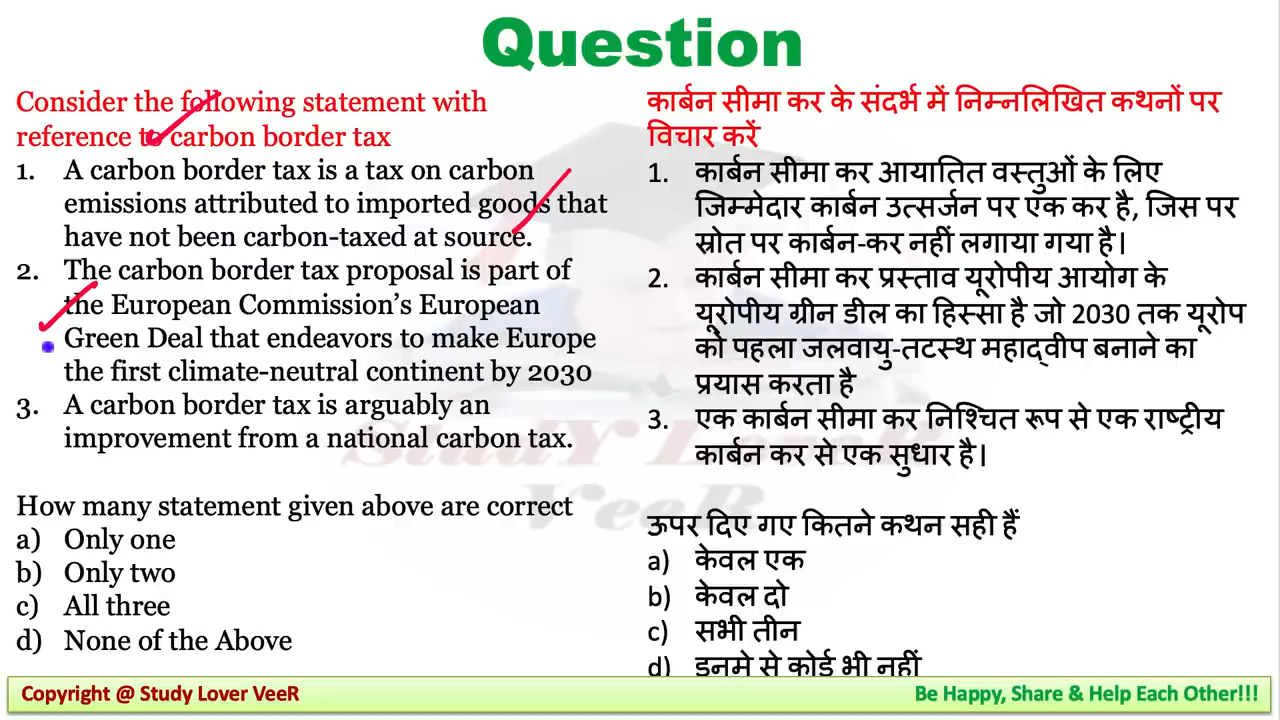 Question
Consider the following statement with
reference to carbon border tax
1. A carbon border tax is a tax on carbon
emissions attributed to imported goods that
have not been carbon-taxed at source.
2. The carbon border tax proposal is part of
the European Commission’s European
Green Deal that endeavors to make Europe
the first climate-neutral continent by 2030
3. A carbon border tax is arguably an
improvement from a national carbon tax.
How many statement given above are correct
a) Only one
b) Only two
c) All three
d) None of the Above
कार्बन सीमा कर के संदर्भ में निम्नलिखित कथनों पर
विचार करें
1. कार्बन सीमा कर आयातित वस्तुओं के लिए
जिम्मेदार कार्बन उत्सर्जन पर एक कर है, जिस पर
स्रोत पर कार्बन-कर नहीं लगाया गया है।
2. कार्बन सीमा कर प्रस्ताव यूरोपीय आयोग के
यूरोपीय ग्रीन डील का हिस्सा है जो 2030 तक यूरोप
को पहला जलवायु-तटस्थ महाद्वीप बनाने का
प्रयास करता है
3. एक कार्बन सीमा कर निश्चित रूप से एक राष्ट्रीय
कार्बन कर से एक सुधार है।
ऊपर दिए गए कितने कथन सही हैं
a) केवल एक
b) केवल दो
c) सभी तीन
d) इनमे से कोई भी नहीं
StudY LoveR
VeeR
Copyright @ Study Lover VeeR
Be Happy, Share & Help Each Other!!!